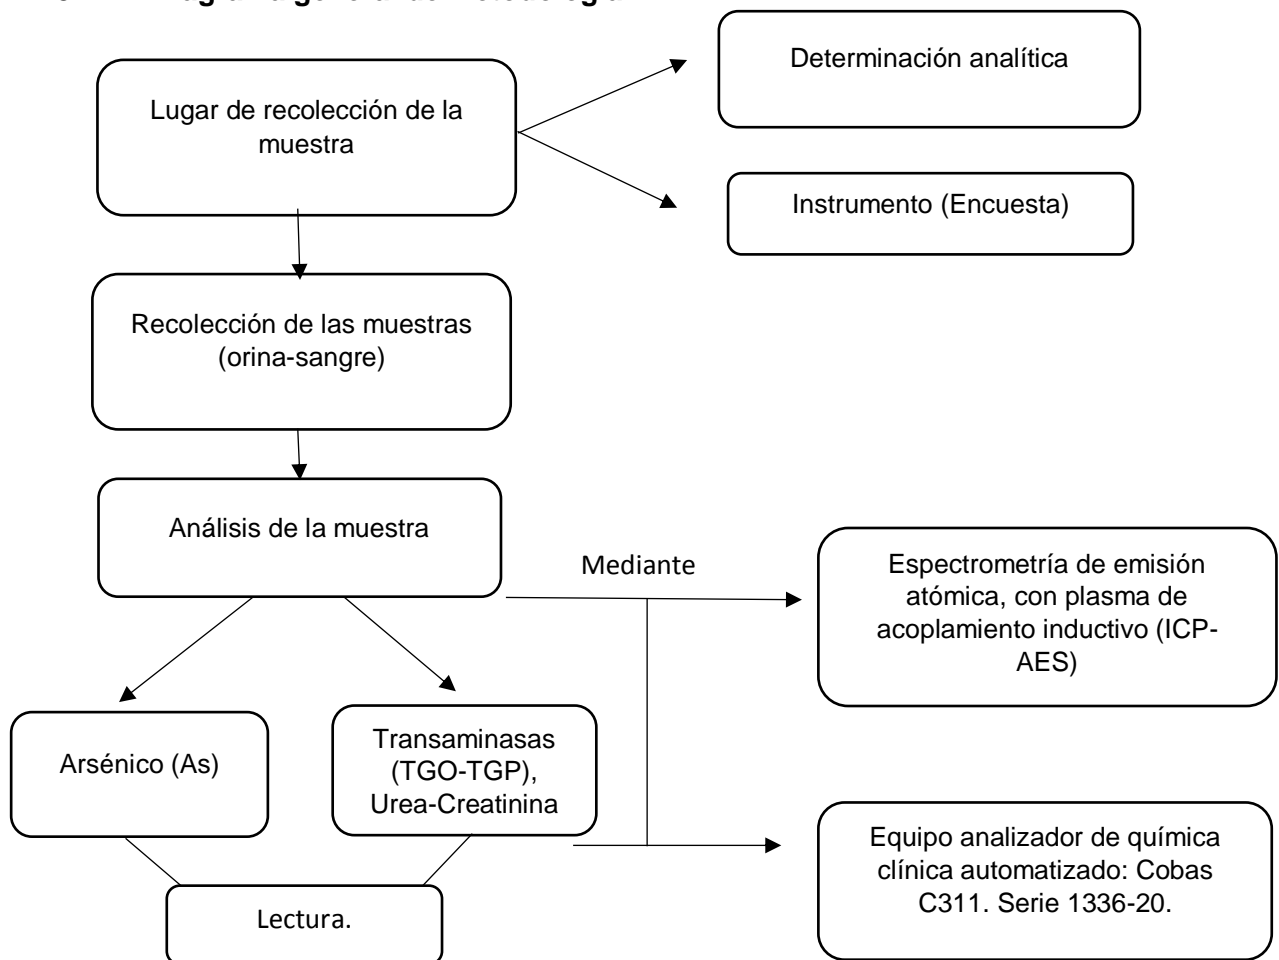 Determinación analítica
Lugar de recolección de la
muestra
Instrumento (Encuesta)
Recolección de las muestras
(orina-sangre)
Análisis de la muestra
Mediante
Espectrometría de emisión
atómica, con plasma de
acoplamiento inductivo (ICP-
AES)
Arsénico (As)
Transaminasas
(TGO-TGP),
Urea-Creatinina
Equipo analizador de química
clínica automatizado: Cobas
C311. Serie 1336-20.
Lectura.